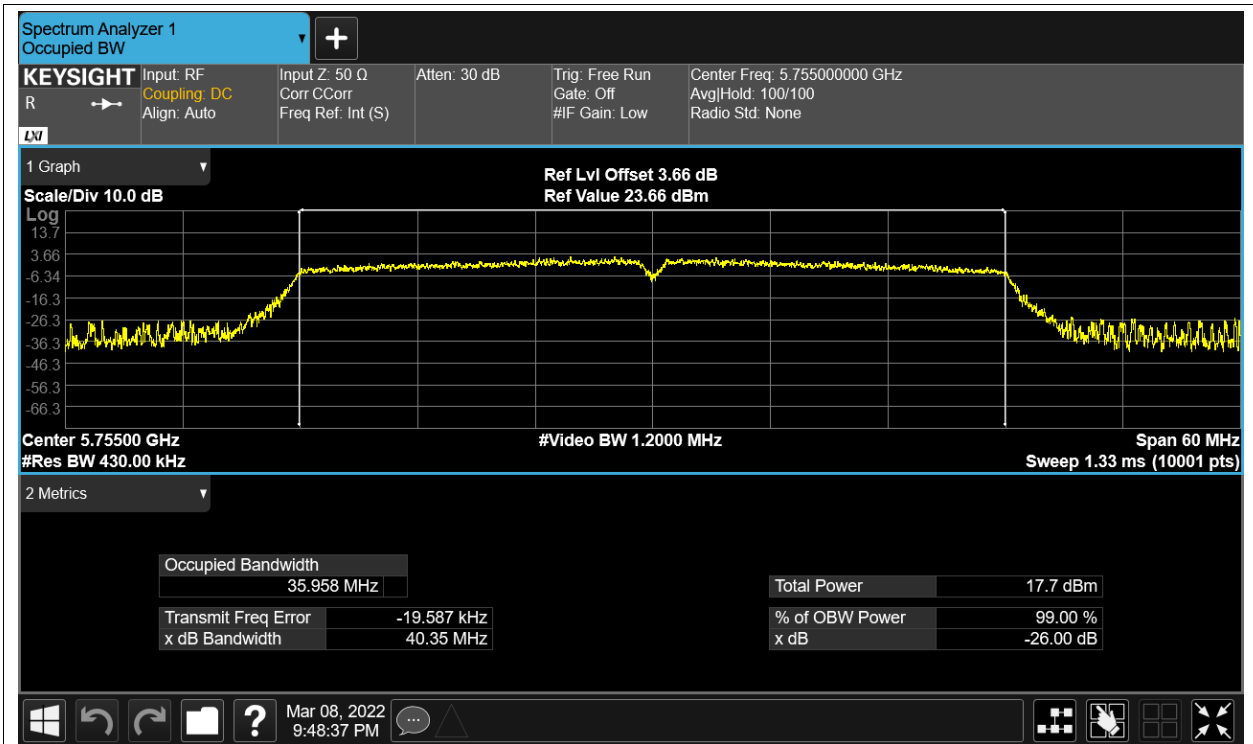 Spectrum Analyzer 1
Occupied BW
KEYSIGHT
R
LXI
Input: RF
Coupling: DC
Align: Auto
Input Z: 50 Ω
Corr CCorr
Freq Ref: Int (S)
Atten: 30 dB
Trig: Free Run
Gate: Off
#IF Gain: Low
Center Freq: 5.755000000 GHz
Avg|Hold: 100/100
Radio Std: None
1 Graph
Scale/Div 10.0 dB
Ref Lvl Offset 3.66 dB
Ref Value 23.66 dBm
Log
13.7
3.66
-6.34
-16.3
-26.3
-36.3
-46.3
-56.3
-66.3
Center 5.75500 GHz
#Video BW 1.2000 MHz
Span 60 MHz
#Res BW 430.00 kHz
Sweep 1.33 ms (10001 pts)
2 Metrics
Occupied Bandwidth
35.958 MHz
Transmit Freq Error -19.587 kHz
x dB Bandwidth 40.35 MHz
Total Power 17.7 dBm
% of OBW Power 99.00 %
x dB -26.00 dB
?
Mar 08, 2022
9:48:37 PM